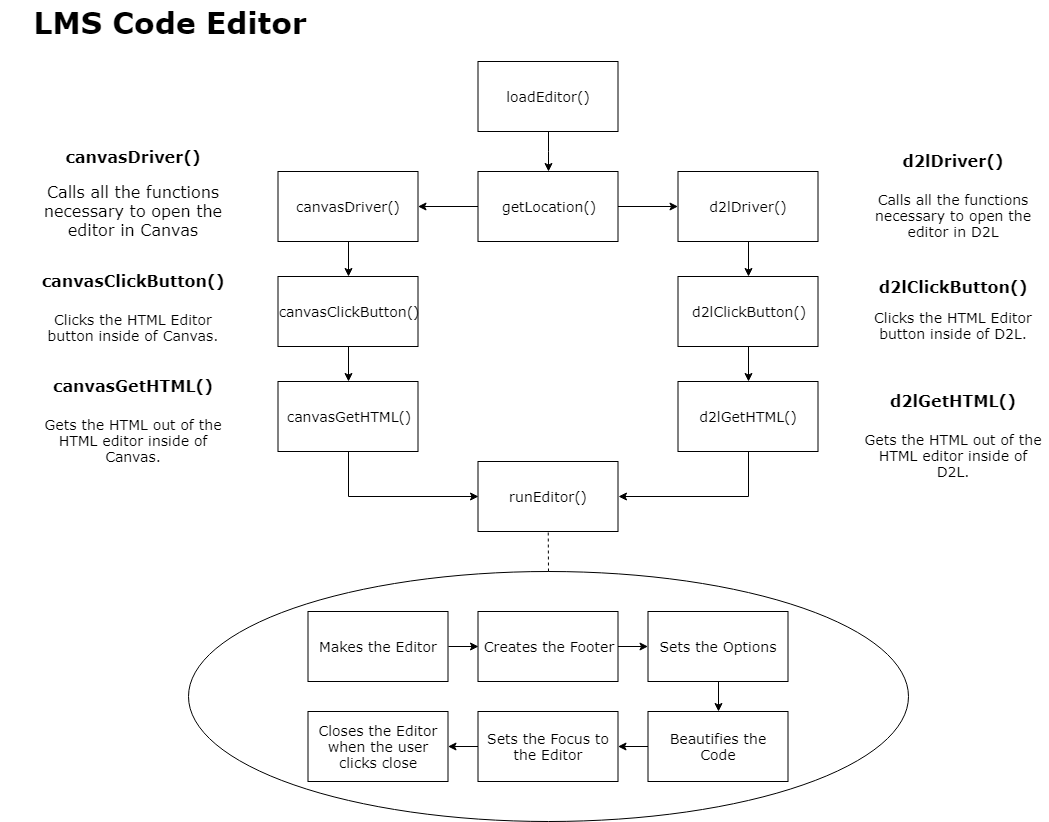 LMS Code Editor
loadEditor()
canvasDriver()
Calls all the functions
necessary to open the
editor in Canvas
canvasDriver()
getLocation()
d2lDriver()
d2lDriver()
Calls all the functions
necessary to open the
editor in D2L
canvasClickButton()
Clicks the HTML Editor
button inside of Canvas.
canvasClickButton()
d2lClickButton()
d2lClickButton()
Clicks the HTML Editor
button inside of D2L.
canvasGetHTML()
Gets the HTML out of the
HTML editor inside of
Canvas.
canvasGetHTML()
d2lGetHTML()
d2lGetHTML()
Gets the HTML out of the
HTML editor inside of
D2L.
runEditor()
Makes the Editor
Creates the Footer
Sets the Options
Closes the Editor
when the user
clicks close
Sets the Focus to
the Editor
Beautifies the
Code